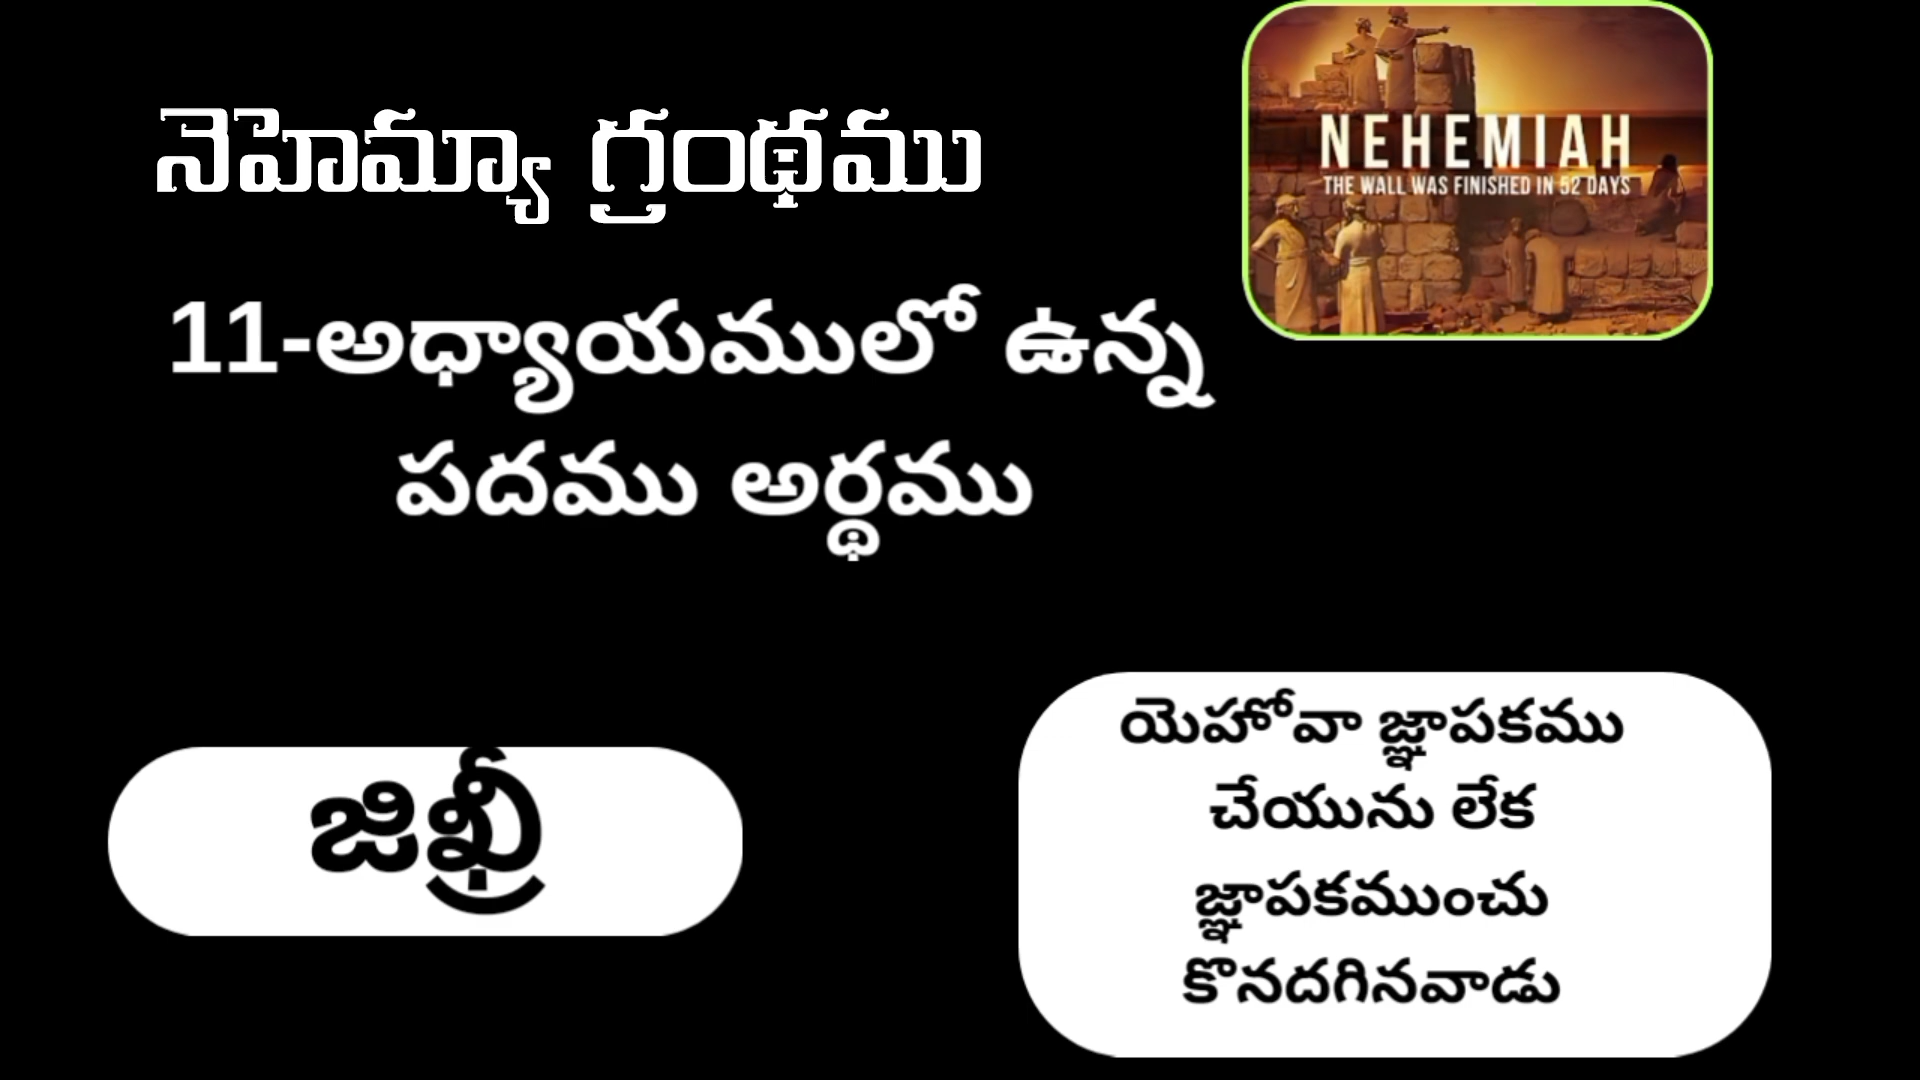 నెహెమ్యా గ్రంథము
NEHEMIAH
THE WALL WAS FINISHED IN 52 DAYS
11-అధ్యాయములో ఉన్న
పదము అర్థము
జిఖ్రీ
యెహోవా జ్ఞాపకము
చేయును లేక
జ్ఞాపకముంచు
కొనదగినవాడు